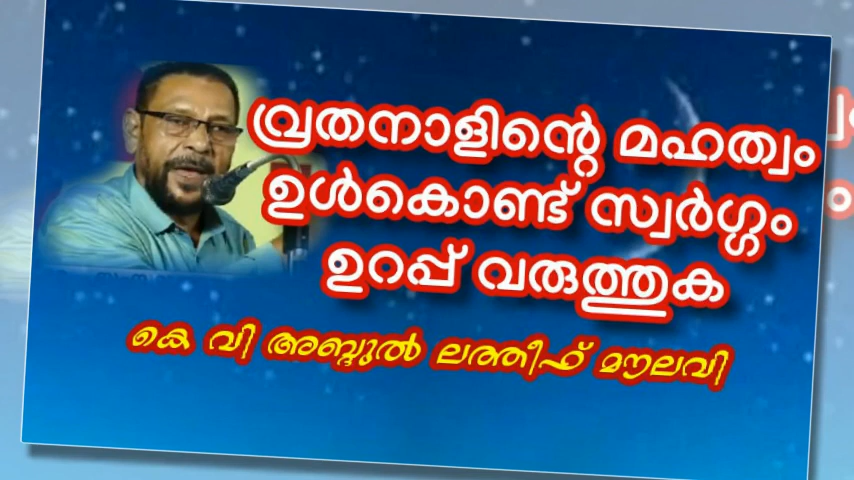 വ്രതനാളിന്റെ മഹത്വം
ഉൾകൊണ്ട് സ്വർഗ്ഗം
ഉറപ്പ് വരുത്തുക
കെ വി അബ്ദുൽ ലത്തീഫ് മൗലവി